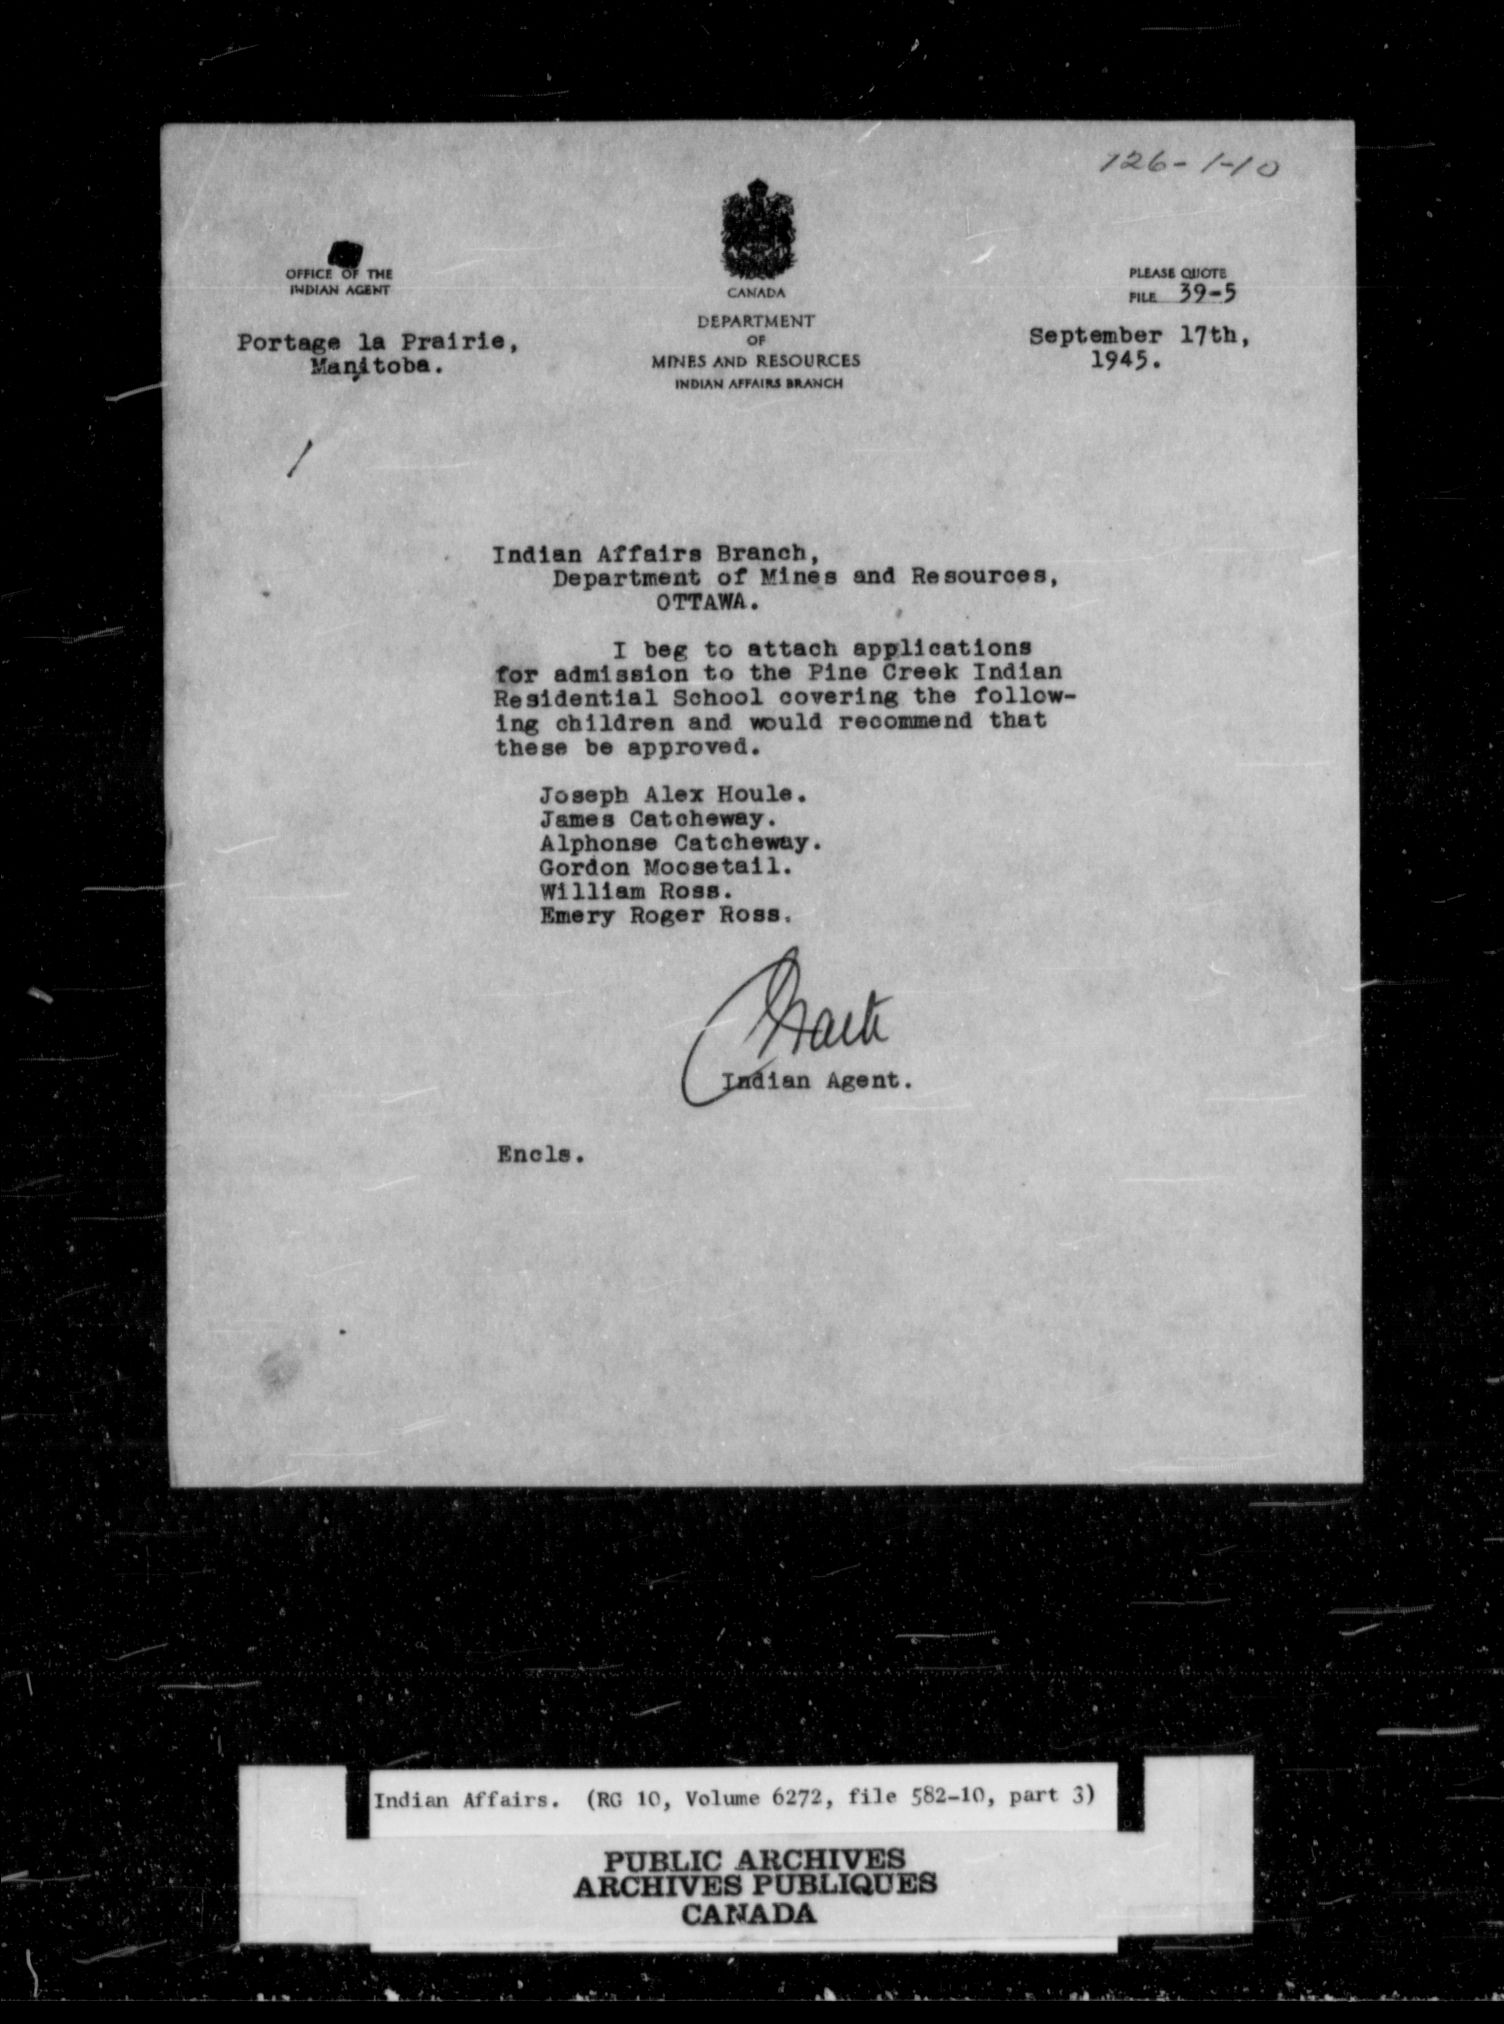 726-1-10
OFFICE OF THE
INDIAN AGENT
CANADA
PLEASE QUOTE
FILE 39-5
DEPARTMENT
OF
MINES AND RESOURCES
INDIAN AFFAIRS BRANCH
Portage la Prairie,
Manitoba.
September 17th,
1945.
Indian Affairs Branch,
Department of Mines and Resources,
OTTAWA.
I beg to attach applications
for admission to the Pine Creek Indian
Residential School covering the follow-
ing children and would recommend that
these be approved.
Joseph Alex Houle.
James Catcheway.
Alphonse Catcheway.
Gordon Moosetail.
William Ross.
Emery Roger Ross.
Indian Agent.
Encls.
Indian Affairs. (RG 10, Volume 6272, file 582-10, part 3)
PUBLIC ARCHIVES
ARCHIVES PUBLIQUES
CANADA